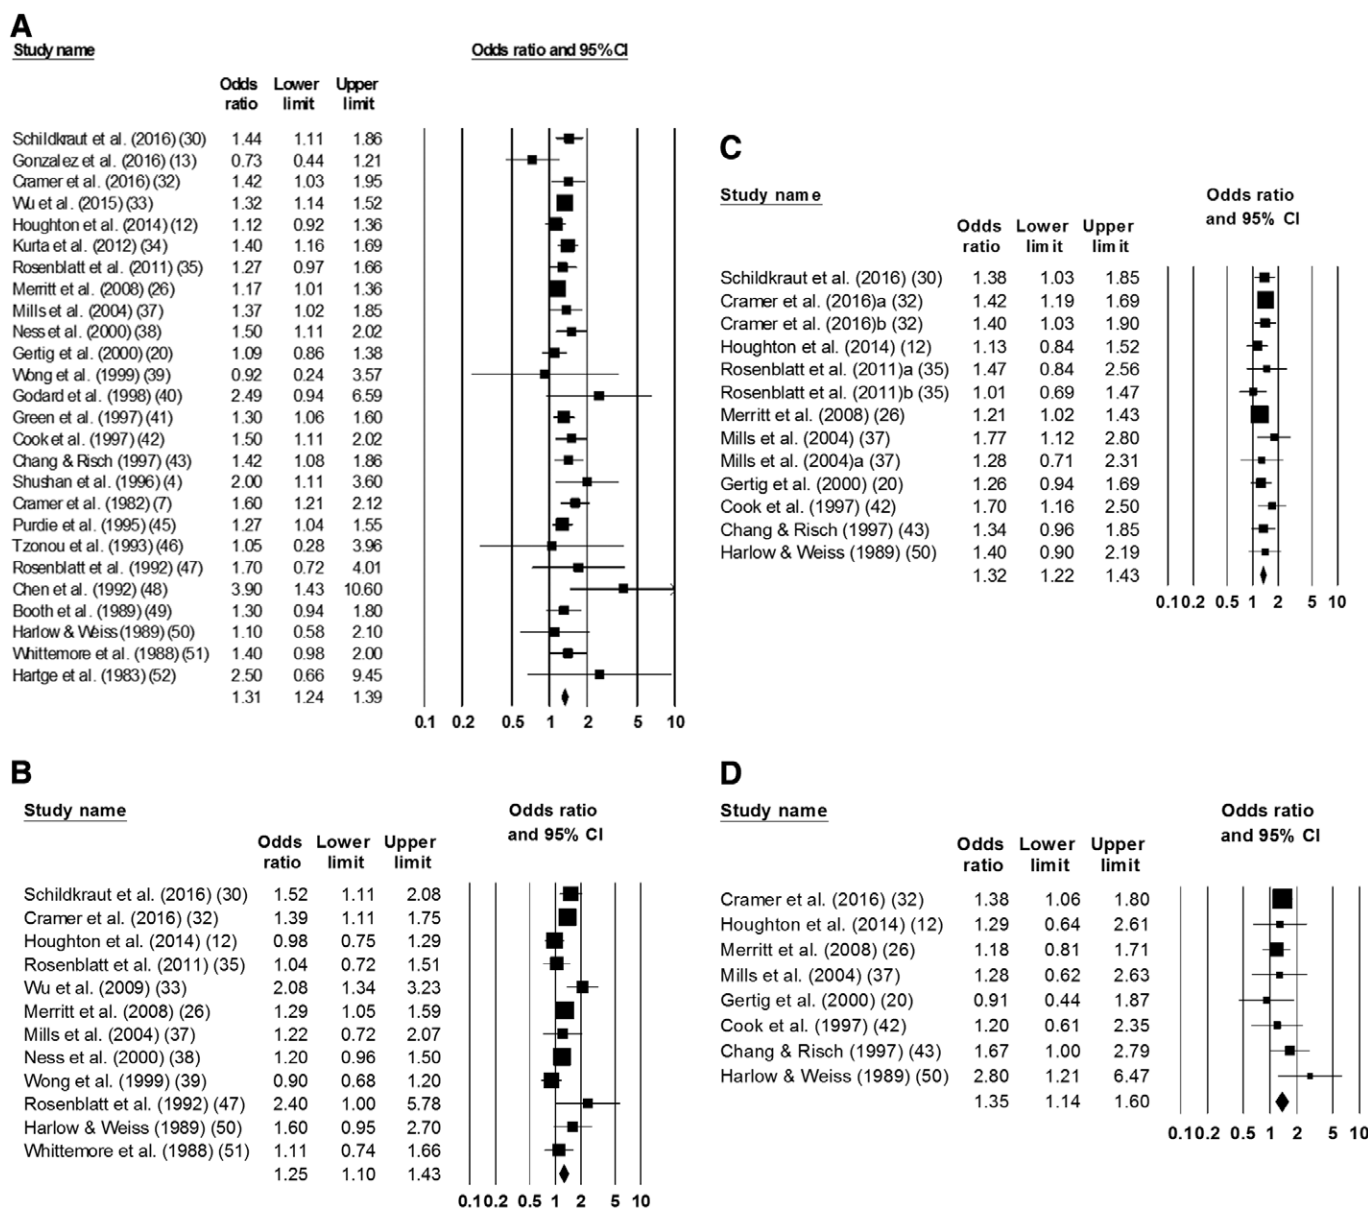 A
Study name Odds ratio and 95%CI
Odds Lower Upper
ratio limit limit
Schildkraut et al. (2016) (30) 1.44 1.11 1.86
Gonzalez et al. (2016) (13) 0.73 0.44 1.21
Cramer et al. (2016) (32) 1.42 1.03 1.95
Wu et al. (2015) (33) 1.32 1.14 1.52
Houghton et al. (2014) (12) 1.12 0.92 1.36
Kurta et al. (2012) (34) 1.40 1.16 1.69
Rosenblatt et al. (2011) (35) 1.27 0.97 1.66
Merritt et al. (2008) (26) 1.17 1.01 1.36
Mills et al. (2004) (37) 1.37 1.02 1.85
Ness et al. (2000) (38) 1.50 1.11 2.02
Gertig et al. (2000) (20) 1.09 0.86 1.38
Wong et al. (1999) (39) 0.92 0.24 3.57
Godard et al. (1998) (40) 2.49 0.94 6.59
Green et al. (1997) (41) 1.30 1.06 1.60
Cook et al. (1997) (42) 1.50 1.11 2.02
Chang & Risch (1997) (43) 1.42 1.08 1.86
Shushan et al. (1996) (4) 2.00 1.11 3.60
Cramer et al. (1982) (7) 1.60 1.21 2.12
Purdie et al. (1995) (45) 1.27 1.04 1.55
Tzonou et al. (1993) (46) 1.05 0.28 3.96
Rosenblatt et al. (1992) (47) 1.70 0.72 4.01
Chen et al. (1992) (48) 3.90 1.43 10.60
Booth et al. (1989) (49) 1.30 0.94 1.80
Harlow & Weiss (1989) (50) 1.10 0.58 2.10
Whittemore et al. (1988) (51) 1.40 0.98 2.00
Hartge et al. (1983) (52) 2.50 0.66 9.45
1.31 1.24 1.39
0.1 0.2 0.5 1 2 5 10
B
Study name Odds ratio
and 95% CI
Odds Lower Upper
ratio limit limit
Schildkraut et al. (2016) (30) 1.52 1.11 2.08
Cramer et al. (2016) (32) 1.39 1.11 1.75
Houghton et al. (2014) (12) 0.98 0.75 1.29
Rosenblatt et al. (2011) (35) 1.04 0.72 1.51
Wu et al. (2009) (33) 2.08 1.34 3.23
Merritt et al. (2008) (26) 1.29 1.05 1.59
Mills et al. (2004) (37) 1.22 0.72 2.07
Ness et al. (2000) (38) 1.20 0.96 1.50
Wong et al. (1999) (39) 0.90 0.68 1.20
Rosenblatt et al. (1992) (47) 2.40 1.00 5.78
Harlow & Weiss (1989) (50) 1.60 0.95 2.70
Whittemore et al. (1988) (51) 1.11 0.74 1.66
1.25 1.10 1.43
0.1 0.2 0.5 1 2 5 10
C
Study name Odds ratio
and 95% CI
Odds Lower Upper
ratio limit limit
Schildkraut et al. (2016) (30) 1.38 1.03 1.85
Cramer et al. (2016)a (32) 1.42 1.19 1.69
Cramer et al. (2016)b (32) 1.40 1.03 1.90
Houghton et al. (2014) (12) 1.13 0.84 1.52
Rosenblatt et al. (2011)a (35) 1.47 0.84 2.56
Rosenblatt et al. (2011)b (35) 1.01 0.69 1.47
Merritt et al. (2008) (26) 1.21 1.02 1.43
Mills et al. (2004) (37) 1.77 1.12 2.80
Mills et al. (2004)a (37) 1.28 0.71 2.31
Gertig et al. (2000) (20) 1.26 0.94 1.69
Cook et al. (1997) (42) 1.70 1.16 2.50
Chang & Risch (1997) (43) 1.34 0.96 1.85
Harlow & Weiss (1989) (50) 1.40 0.90 2.19
1.32 1.22 1.43
0.1 0.2 0.5 1 2 5 10
D
Study name Odds ratio
and 95% CI
Odds Lower Upper
ratio limit limit
Cramer et al. (2016) (32) 1.38 1.06 1.80
Houghton et al. (2014) (12) 1.29 0.64 2.61
Merritt et al. (2008) (26) 1.18 0.81 1.71
Mills et al. (2004) (37) 1.28 0.62 2.63
Gertig et al. (2000) (20) 0.91 0.44 1.87
Cook et al. (1997) (42) 1.20 0.61 2.35
Chang & Risch (1997) (43) 1.67 1.00 2.79
Harlow & Weiss (1989) (50) 2.80 1.21 6.47
1.35 1.14 1.60
0.1 0.2 0.5 1 2 5 10